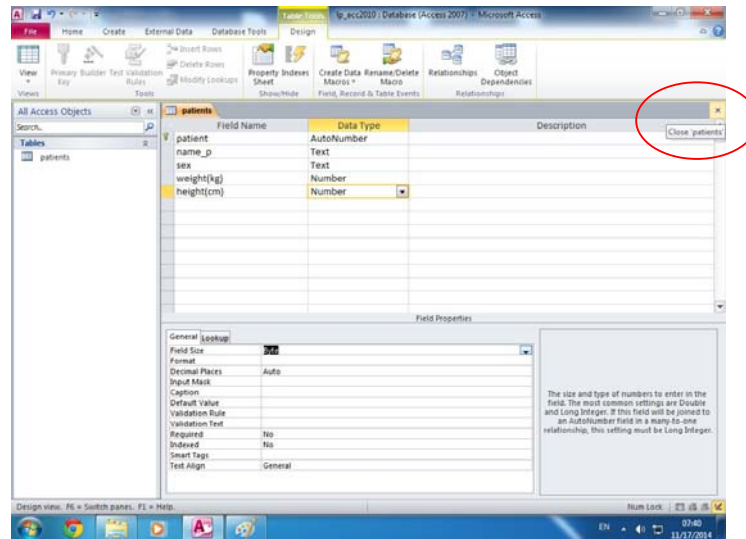 lp_acc2010 : Database (Access 2007) - Microsoft Access
Table Tools
File Home Create External Data Database Tools Design
View
Primary Key
Builder
Test Validation Rules
Insert Rows
Delete Rows
Modify Lookups
Property Sheet
Indexes
Create Data Macros
Rename/Delete Macro
Relationships
Object Dependencies
Views Tools Show/Hide Field, Record & Table Events Relationships
All Access Objects
Search..
Tables
patients
patients
Close 'patients'
Field Name Data Type Description
patient AutoNumber
name_p Text
sex Text
weight(kg) Number
height(cm) Number
Field Properties
General Lookup
Field Size Byte
Format
Decimal Places Auto
Input Mask
Caption
Default Value
Validation Rule
Validation Text
Required No
Indexed No
Smart Tags
Text Align General
The size and type of numbers to enter in the
field. The most common settings are Double
and Long Integer. If this field will be joined to
an AutoNumber field in a many-to-one
relationship, this setting must be Long Integer.
Design view. F6 = Switch panes. F1 = Help.
Num Lock
EN
07:40
11/17/2014